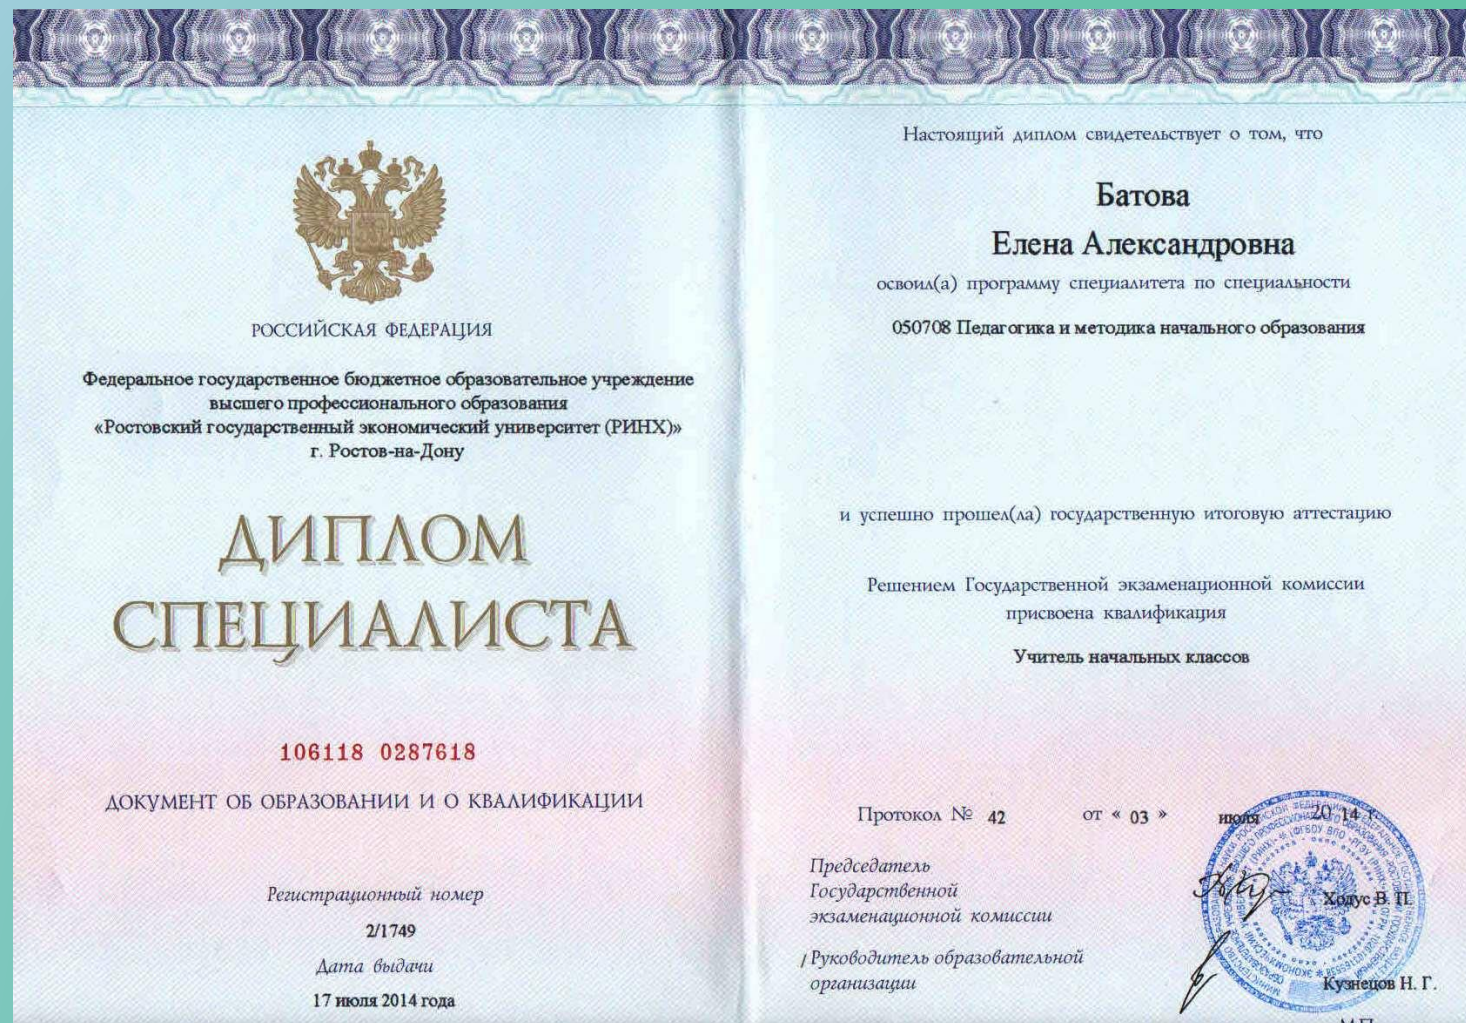 РОССИЙСКАЯ ФЕДЕРАЦИЯ
Федеральное государственное бюджетное образовательное учреждение
высшего профессионального образования
«Ростовский государственный экономический университет (РИНХ)»
г. Ростов-на-Дону
ДИПЛОМ
СПЕЦИАЛИСТА
106118 0287618
ДОКУМЕНТ ОБ ОБРАЗОВАНИИ И О КВАЛИФИКАЦИИ
Регистрационный номер
2/1749
Дата выдачи
17 июля 2014 года
Настоящий диплом свидетельствует о том, что
Батова
Елена Александровна
освоил(а) программу специалитета по специальности
050708 Педагогика и методика начального образования
и успешно прошел(ла) государственную итоговую аттестацию
Решением Государственной экзаменационной комиссии
присвоена квалификация
Учитель начальных классов
Протокол № 42 от « 03 » июля 20 14 г.
Председатель
Государственной
экзаменационной комиссии
Ходус В. П.
/ Руководитель образовательной
организации
Кузнецов Н. Г.